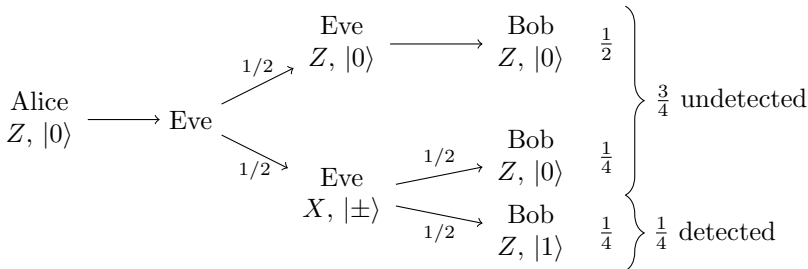 Alice
Z, |0⟩
Eve
1/2
1/2
Eve
Z, |0⟩
Eve
X, |±⟩
1/2
1/2
Bob
Z, |0⟩
Bob
Z, |0⟩
Bob
Z, |1⟩
1/2
1/4
1/4
3/4 undetected
1/4 detected